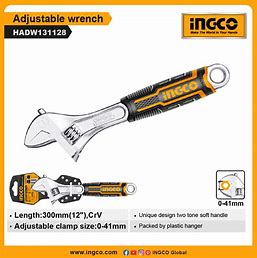 Adjustable wrench
HADW131128
INGCO
Make The World In Your Hands
INGCO
0-41mm
Length:300mm(12"),CrV
Adjustable clamp size:0-41mm
Unique design two tone soft handle
Packed by plastic hanger
www.ingco.com
INGCO Global